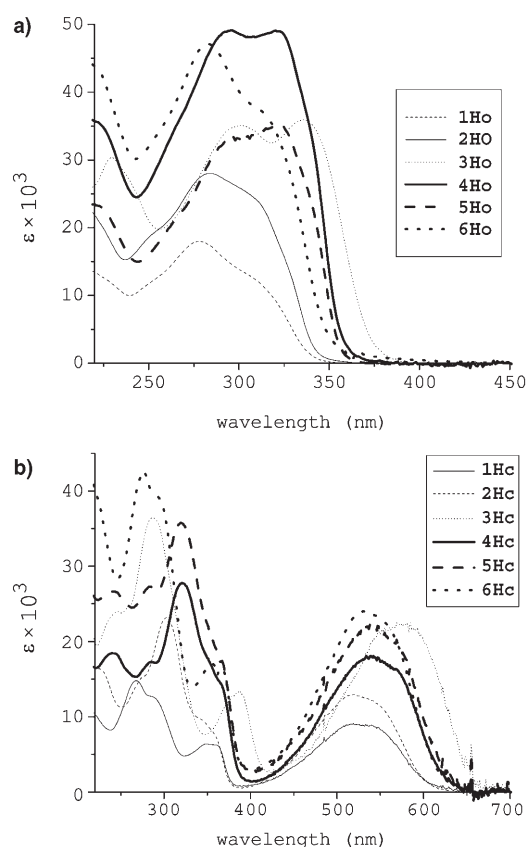 a)
50
40
30
20
10
0
ε×10³
250 300 350 400 450
wavelength (nm)
1Ho
2HO
3Ho
4Ho
5Ho
6Ho
b)
40
30
20
10
0
ε×10³
300 400 500 600 700
wavelength (nm)
1Hc
2Hc
3Hc
4Hc
5Hc
6Hc